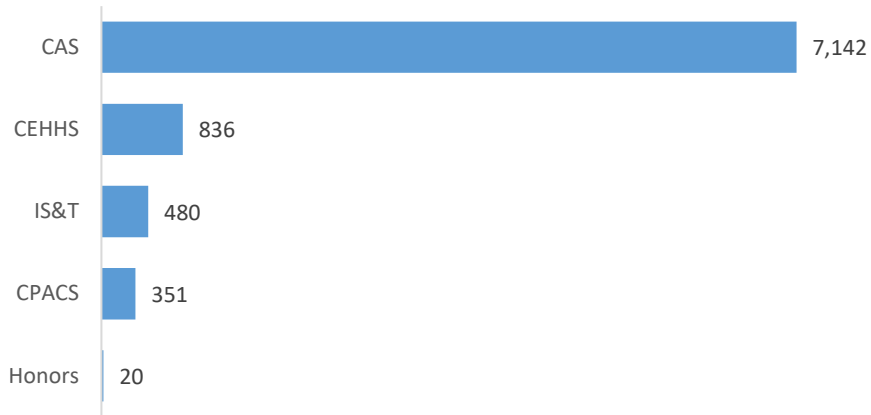 CAS 7,142
CEHHS 836
IS&T 480
CPACS 351
Honors 20